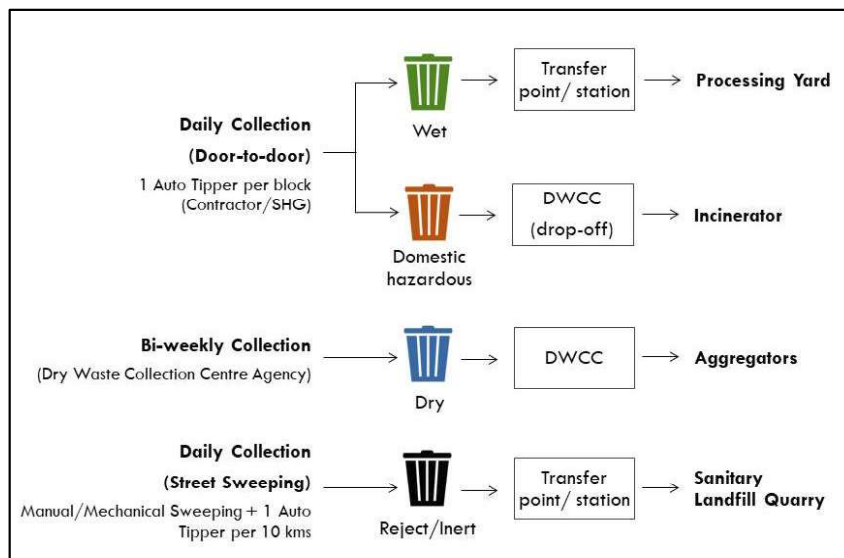 Daily Collection
(Door-to-door)
1 Auto Tipper per block
(Contractor/SHG)
Wet
Transfer
point/ station
Processing Yard
Domestic
hazardous
DWCC
(drop-off)
Incinerator
Bi-weekly Collection
(Dry Waste Collection Centre Agency)
Dry
DWCC
Aggregators
Daily Collection
(Street Sweeping)
Manual/Mechanical Sweeping + 1 Auto
Tipper per 10 kms
Reject/Inert
Transfer
point/ station
Sanitary
Landfill Quarry